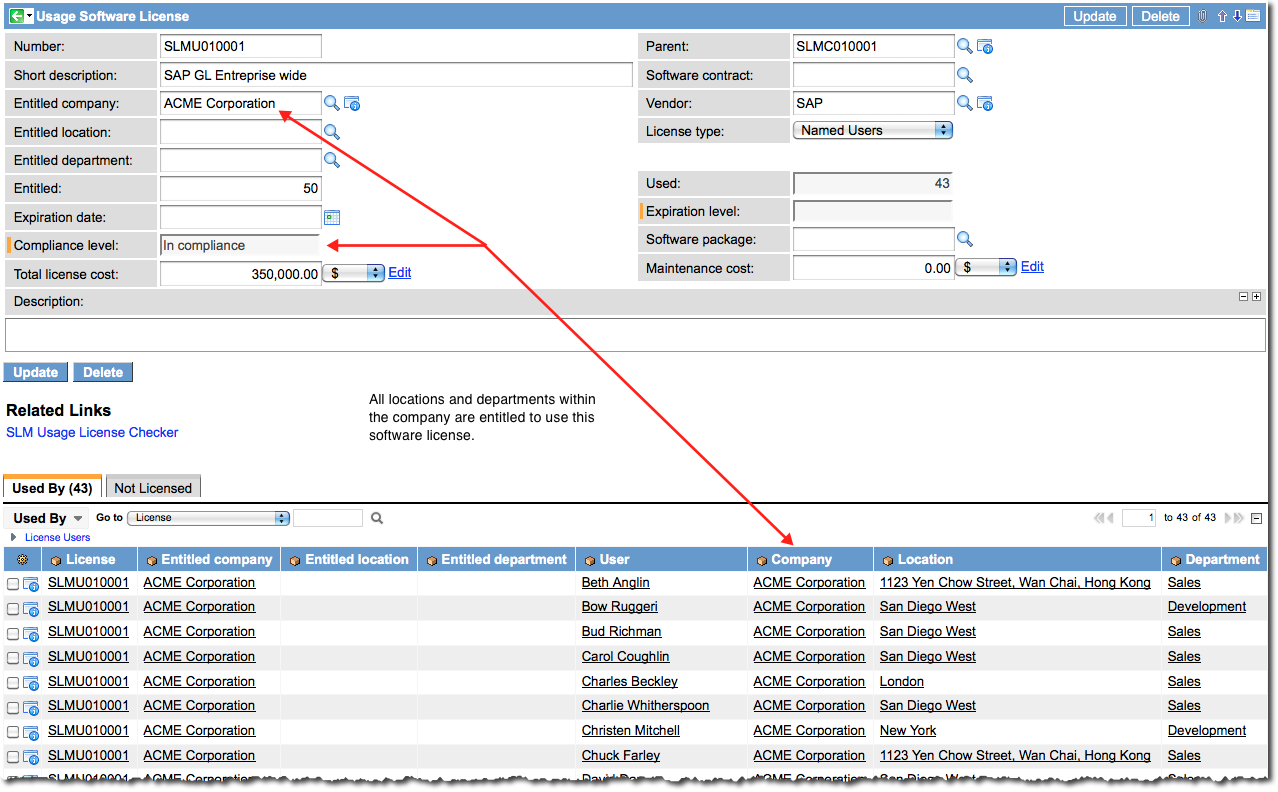 Usage Software License Update Delete
Number: SLMU010001 Parent: SLMC010001
Short description: SAP GL Entreprise wide Software contract:
Entitled company: ACME Corporation Vendor: SAP
Entitled location: License type: Named Users
Entitled department:
Entitled: 50 Used: 43
Expiration date: Expiration level:
Compliance level: In compliance Software package:
Total license cost: 350,000.00 $ Edit Maintenance cost: 0.00 $ Edit
Description:
Update Delete
All locations and departments within
the company are entitled to use this
software license.
Related Links
SLM Usage License Checker
Used By (43) Not Licensed
Used By Go to License 1 to 43 of 43
License Users
License Entitled company Entitled location Entitled department User Company Location Department
SLMU010001 ACME Corporation Beth Anglin ACME Corporation 1123 Yen Chow Street, Wan Chai, Hong Kong Sales
SLMU010001 ACME Corporation Bow Ruggeri ACME Corporation San Diego West Development
SLMU010001 ACME Corporation Bud Richman ACME Corporation San Diego West Sales
SLMU010001 ACME Corporation Carol Coughlin ACME Corporation San Diego West Sales
SLMU010001 ACME Corporation Charles Beckley ACME Corporation London Sales
SLMU010001 ACME Corporation Charlie Whitherspoon ACME Corporation San Diego West Sales
SLMU010001 ACME Corporation Christen Mitchell ACME Corporation New York Development
SLMU010001 ACME Corporation Chuck Farley ACME Corporation 1123 Yen Chow Street, Wan Chai, Hong Kong Sales
SLMU010001 ACME Corporation David ACME Corporation San Diego West Sales